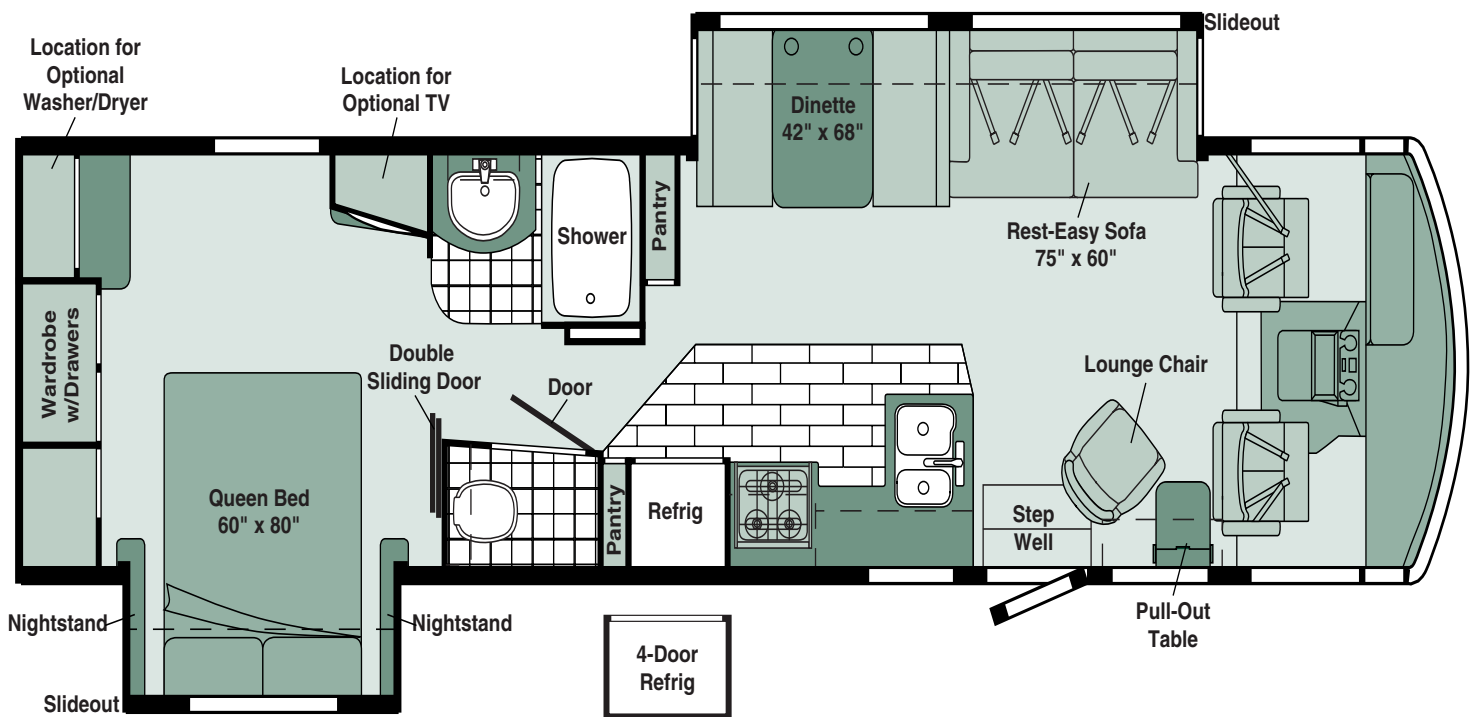 Slideout
Location for
Optional
Washer/Dryer
Location for
Optional TV
Dinette
42" x 68"
Rest-Easy Sofa
75" x 60"
Shower
Pantry
Wardrobe
w/Drawers
Double
Sliding Door
Door
Lounge Chair
Queen Bed
60" x 80"
Pantry
Refrig
Step
Well
Nightstand
Nightstand
Pull-Out
Table
4-Door
Refrig
Slideout